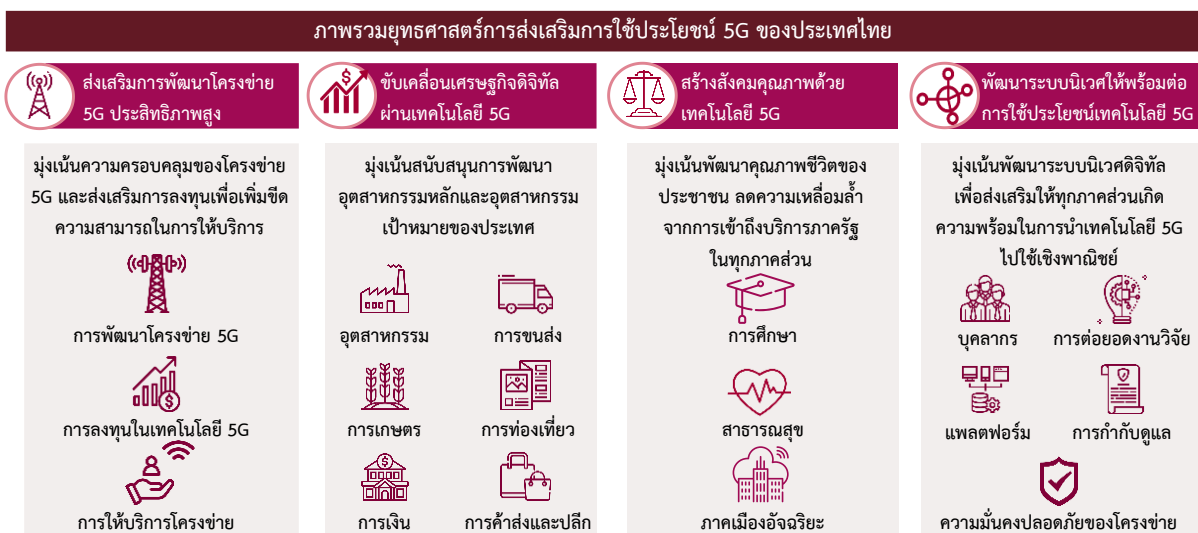 ภาพรวมยุทธศาสตร์การส่งเสริมการใช้ประโยชน์ 5G ของประเทศไทย
ส่งเสริมการพัฒนาโครงข่าย
5G ประสิทธิภาพสูง
มุ่งเน้นความครอบคลุมของโครงข่าย
5G และส่งเสริมการลงทุนเพื่อเพิ่มขีด
ความสามารถในการให้บริการ
การพัฒนาโครงข่าย 5G
การลงทุนในเทคโนโลยี 5G
การให้บริการโครงข่าย
ขับเคลื่อนเศรษฐกิจดิจิทัล
ผ่านเทคโนโลยี 5G
มุ่งเน้นสนับสนุนการพัฒนา
อุตสาหกรรมหลักและอุตสาหกรรม
เป้าหมายของประเทศ
อุตสาหกรรม
การขนส่ง
การเกษตร
การท่องเที่ยว
การเงิน
การค้าส่งและปลีก
สร้างสังคมคุณภาพด้วย
เทคโนโลยี 5G
มุ่งเน้นพัฒนาคุณภาพชีวิตของ
ประชาชน ลดความเหลื่อมล้ำ
จากการเข้าถึงบริการภาครัฐ
ในทุกภาคส่วน
การศึกษา
สาธารณสุข
ภาคเมืองอัจฉริยะ
พัฒนาระบบนิเวศให้พร้อมต่อ
การใช้ประโยชน์เทคโนโลยี 5G
มุ่งเน้นพัฒนาระบบนิเวศดิจิทัล
เพื่อส่งเสริมให้ทุกภาคส่วนเกิด
ความพร้อมในการนำเทคโนโลยี 5G
ไปใช้เชิงพาณิชย์
บุคลากร
การต่อยอดงานวิจัย
แพลตฟอร์ม
การกำกับดูแล
ความมั่นคงปลอดภัยของโครงข่าย